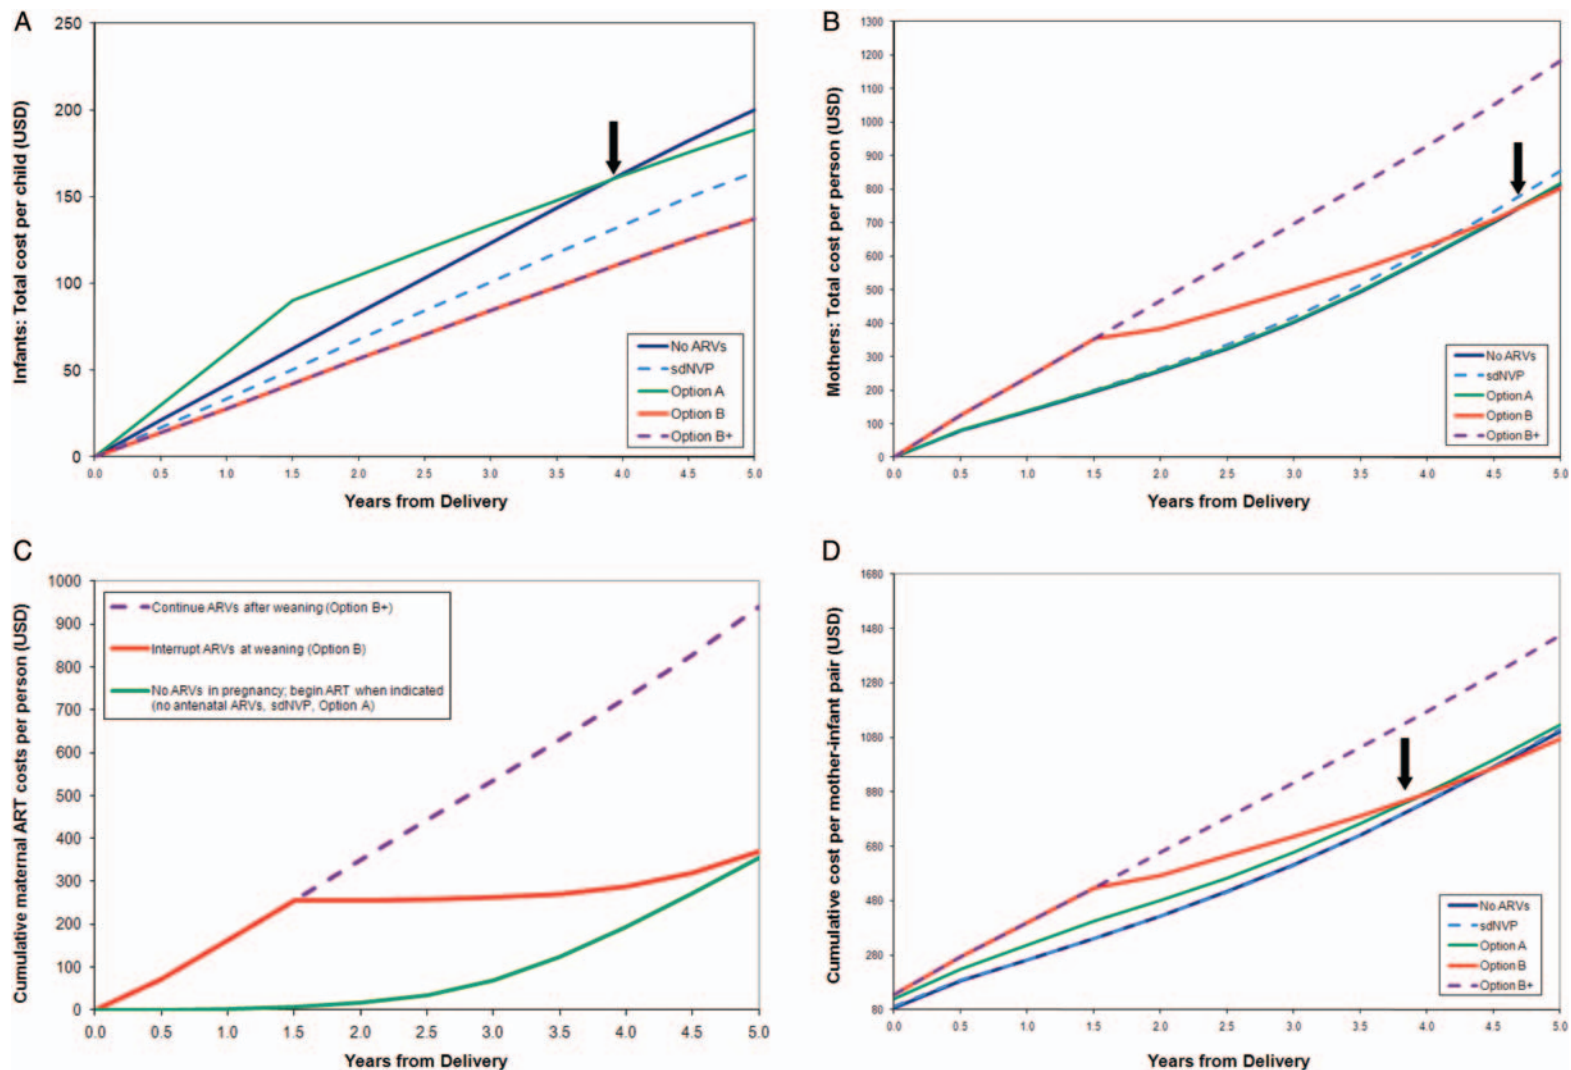 A
Infants: Total cost per child (USD)
250
200
150
100
50
0
0.0 0.5 1.0 1.5 2.0 2.5 3.0 3.5 4.0 4.5 5.0
Years from Delivery
No ARVs
sdNVP
Option A
Option B
Option B+
B
Mothers: Total cost per person (USD)
1300
1200
1100
1000
900
800
700
600
500
400
300
200
100
0
0.0 0.5 1.0 1.5 2.0 2.5 3.0 3.5 4.0 4.5 5.0
Years from Delivery
No ARVs
sdNVP
Option A
Option B
Option B+
C
Cumulative maternal ART costs per person (USD)
1000
900
800
700
600
500
400
300
200
100
0
0.0 0.5 1.0 1.5 2.0 2.5 3.0 3.5 4.0 4.5 5.0
Years from Delivery
Continue ARVs after weaning (Option B+)
Interrupt ARVs at weaning (Option B)
No ARVs in pregnancy; begin ART when indicated
(no antenatal ARVs, sdNVP, Option A)
D
Cumulative cost per mother-infant pair (USD)
1680
1480
1280
1080
880
680
480
280
80
0.0 0.5 1.0 1.5 2.0 2.5 3.0 3.5 4.0 4.5 5.0
Years from Delivery
No ARVs
sdNVP
Option A
Option B
Option B+